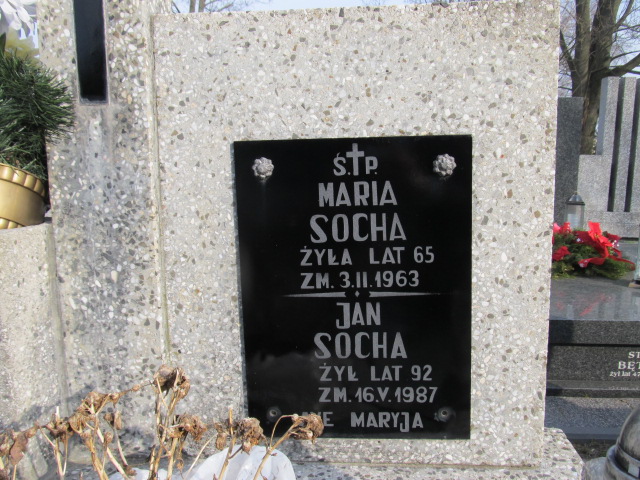 Ś.†P.
MARIA
SOCHA
ŻYŁA LAT 65
ZM. 3.II.1963
JAN
SOCHA
ŻYŁ LAT 92
ZM. 16.V.1987
MARYJA